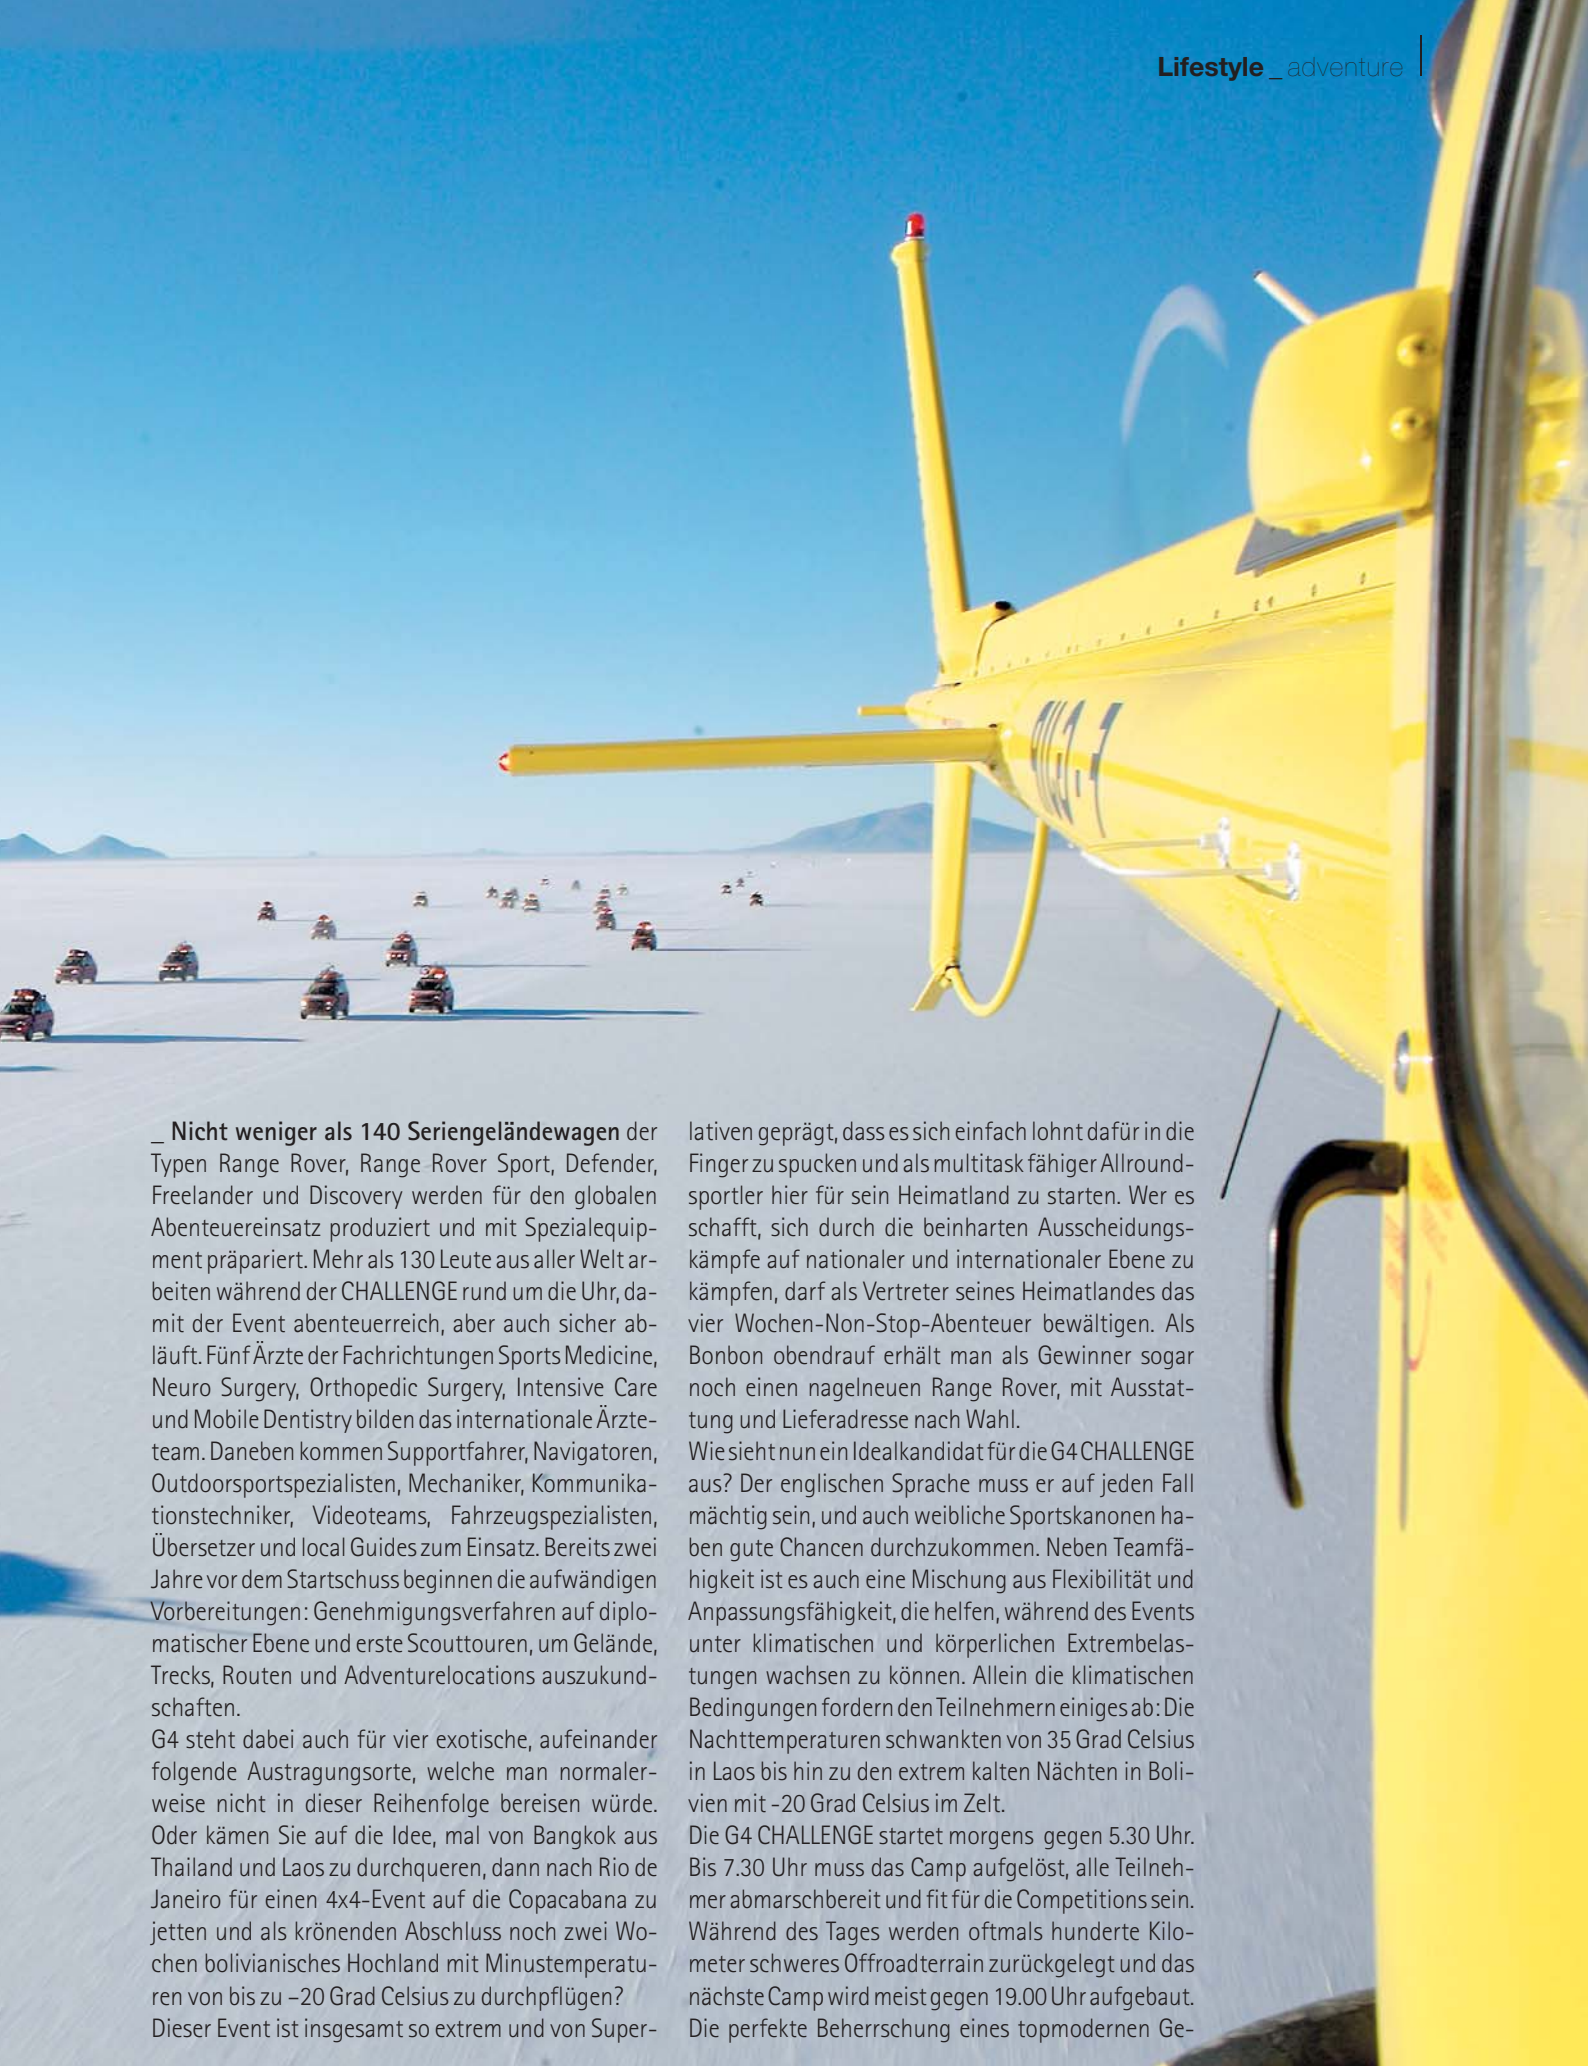 Lifestyle _ adventure
_ Nicht weniger als 140 Seriengeländewagen der
Typen Range Rover, Range Rover Sport, Defender,
Freelander und Discovery werden für den globalen
Abenteuereinsatz produziert und mit Spezialequip-
ment präpariert. Mehr als 130 Leute aus aller Welt ar-
beiten während der CHALLENGE rund um die Uhr, da-
mit der Event abenteuerreich, aber auch sicher ab-
läuft. Fünf Ärzte der Fachrichtungen Sports Medicine,
Neuro Surgery, Orthopedic Surgery, Intensive Care
und Mobile Dentistry bilden das internationale Ärzte-
team. Daneben kommen Supportfahrer, Navigatoren,
Outdoorsportspezialisten, Mechaniker, Kommunika-
tionstechniker, Videoteams, Fahrzeugspezialisten,
Übersetzer und local Guides zum Einsatz. Bereits zwei
Jahre vor dem Startschuss beginnen die aufwändigen
Vorbereitungen: Genehmigungsverfahren auf diplo-
matischer Ebene und erste Scouttouren, um Gelände,
Trecks, Routen und Adventurelocations auszukund-
schaften.
G4 steht dabei auch für vier exotische, aufeinander
folgende Austragungsorte, welche man normaler-
weise nicht in dieser Reihenfolge bereisen würde.
Oder kämen Sie auf die Idee, mal von Bangkok aus
Thailand und Laos zu durchqueren, dann nach Rio de
Janeiro für einen 4x4-Event auf die Copacabana zu
jetten und als krönenden Abschluss noch zwei Wo-
chen bolivianisches Hochland mit Minustemperatu-
ren von bis zu –20 Grad Celsius zu durchpflügen?
Dieser Event ist insgesamt so extrem und von Super-
lativen geprägt, dass es sich einfach lohnt dafür in die
Finger zu spucken und als multitask fähiger Allround-
sportler hier für sein Heimatland zu starten. Wer es
schafft, sich durch die beinharten Ausscheidungs-
kämpfe auf nationaler und internationaler Ebene zu
kämpfen, darf als Vertreter seines Heimatlandes das
vier Wochen-Non-Stop-Abenteuer bewältigen. Als
Bonbon obendrauf erhält man als Gewinner sogar
noch einen nagelneuen Range Rover, mit Ausstat-
tung und Lieferadresse nach Wahl.
Wie sieht nun ein Idealkandidat für die G4 CHALLENGE
aus? Der englischen Sprache muss er auf jeden Fall
mächtig sein, und auch weibliche Sportskanonen ha-
ben gute Chancen durchzukommen. Neben Teamfä-
higkeit ist es auch eine Mischung aus Flexibilität und
Anpassungsfähigkeit, die helfen, während des Events
unter klimatischen und körperlichen Extrembelas-
tungen wachsen zu können. Allein die klimatischen
Bedingungen fordern den Teilnehmern einiges ab: Die
Nachttemperaturen schwankten von 35 Grad Celsius
in Laos bis hin zu den extrem kalten Nächten in Boli-
vien mit -20 Grad Celsius im Zelt.
Die G4 CHALLENGE startet morgens gegen 5.30 Uhr.
Bis 7.30 Uhr muss das Camp aufgelöst, alle Teilneh-
mer abmarschbereit und fit für die Competitions sein.
Während des Tages werden oftmals hunderte Kilo-
meter schweres Offroadterrain zurückgelegt und das
nächste Camp wird meist gegen 19.00 Uhr aufgebaut.
Die perfekte Beherrschung eines topmodernen Ge-